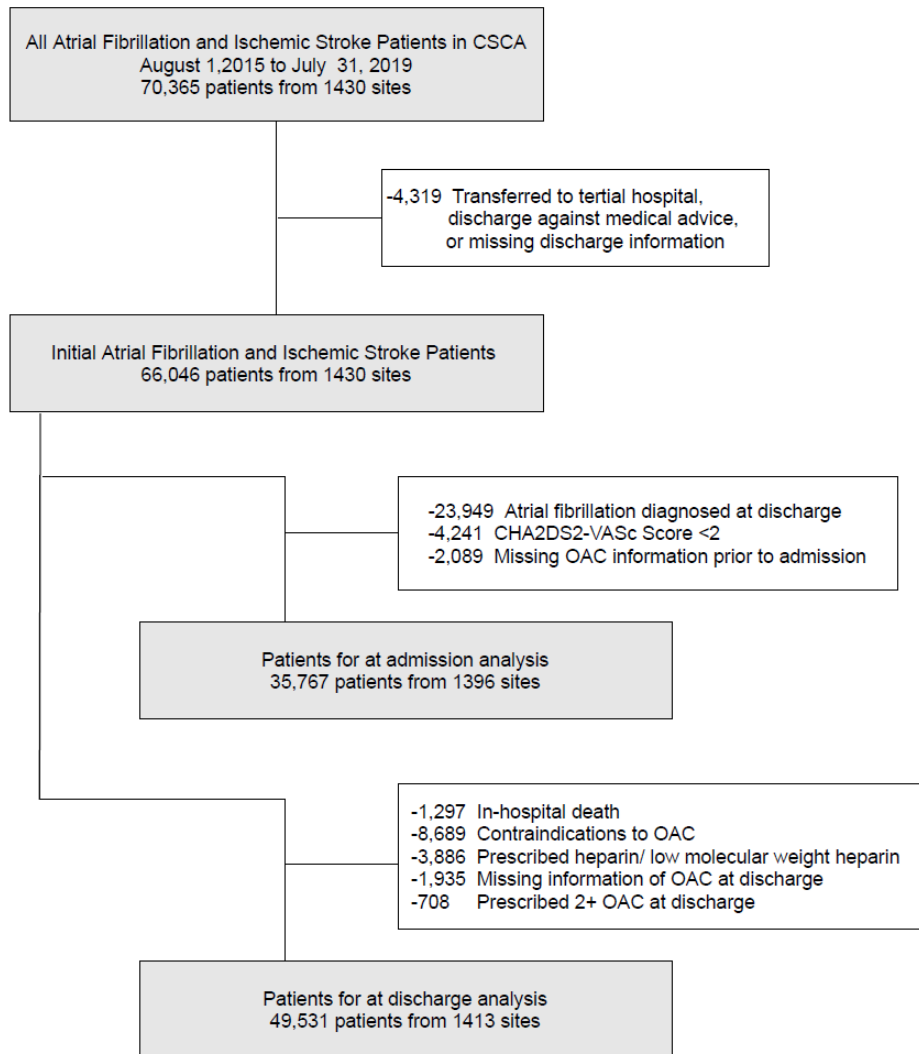 All Atrial Fibrillation and Ischemic Stroke Patients in CSCA
August 1,2015 to July 31, 2019
70,365 patients from 1430 sites
-4,319 Transferred to tertial hospital,
discharge against medical advice,
or missing discharge information
Initial Atrial Fibrillation and Ischemic Stroke Patients
66,046 patients from 1430 sites
-23,949 Atrial fibrillation diagnosed at discharge
-4,241 CHA2DS2-VASc Score <2
-2,089 Missing OAC information prior to admission
Patients for at admission analysis
35,767 patients from 1396 sites
-1,297 In-hospital death
-8,689 Contraindications to OAC
-3,886 Prescribed heparin/ low molecular weight heparin
-1,935 Missing information of OAC at discharge
-708 Prescribed 2+ OAC at discharge
Patients for at discharge analysis
49,531 patients from 1413 sites